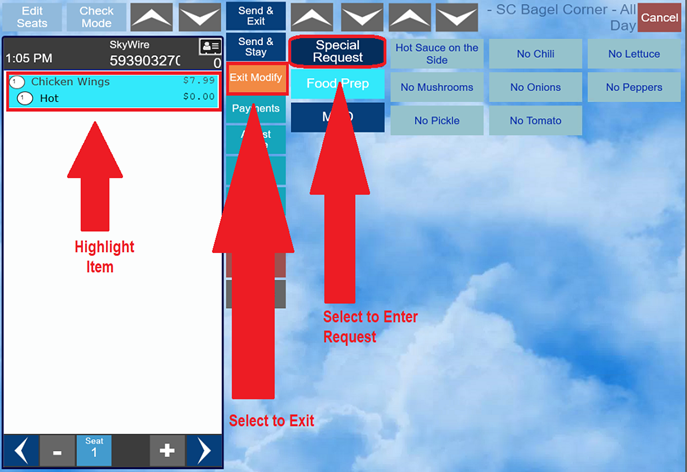 Edit
Seats
Check
Mode
Send &
Exit
- SC Bagel Corner - All
Day
Cancel
SkyWire
1:05 PM
593903270
0
Send &
Stay
Exit Modify
Payments
Special
Request
Food Prep
Hot Sauce on the
Side
No Chili
No Lettuce
No Mushrooms
No Onions
No Peppers
No Pickle
No Tomato
1 Chicken Wings $7.99
1 Hot $0.00
Highlight
Item
Select to Enter
Request
Select to Exit
-
Seat
1
+